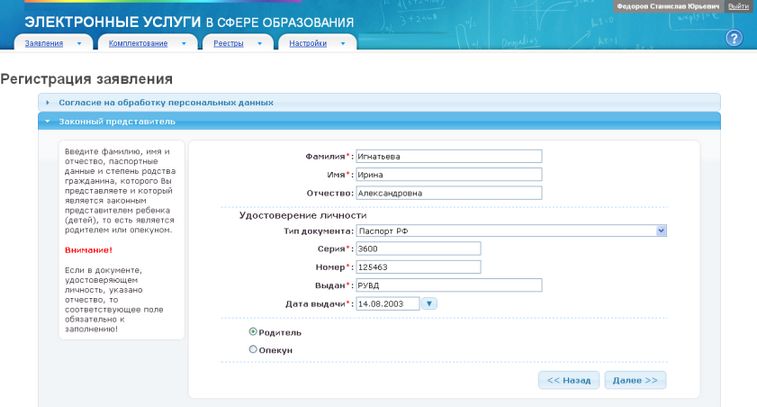 Федоров Станислав Юрьевич Выйти
ЭЛЕКТРОННЫЕ УСЛУГИ В СФЕРЕ ОБРАЗОВАНИЯ
Заявления Комплектование Реестры Настройки ?
Регистрация заявления
Согласие на обработку персональных данных
Законный представитель
Введите фамилию, имя и
отчество, паспортные
данные и степень родства
гражданина, которого Вы
представляете и который
является законным
представителем ребенка
(детей), то есть является
родителем или опекуном.
Внимание!
Если в документе,
удостоверяющем
личность, указано
отчество, то
соответствующее поле
обязательно к
заполнению!
Фамилия*: Игнатьева
Имя*: Ирина
Отчество: Александровна
Удостоверение личности
Тип документа: Паспорт РФ
Серия*: 3600
Номер*: 125463
Выдан*: РУВД
Дата выдачи*: 14.08.2003
Родитель
Опекун
<< Назад Далее >>